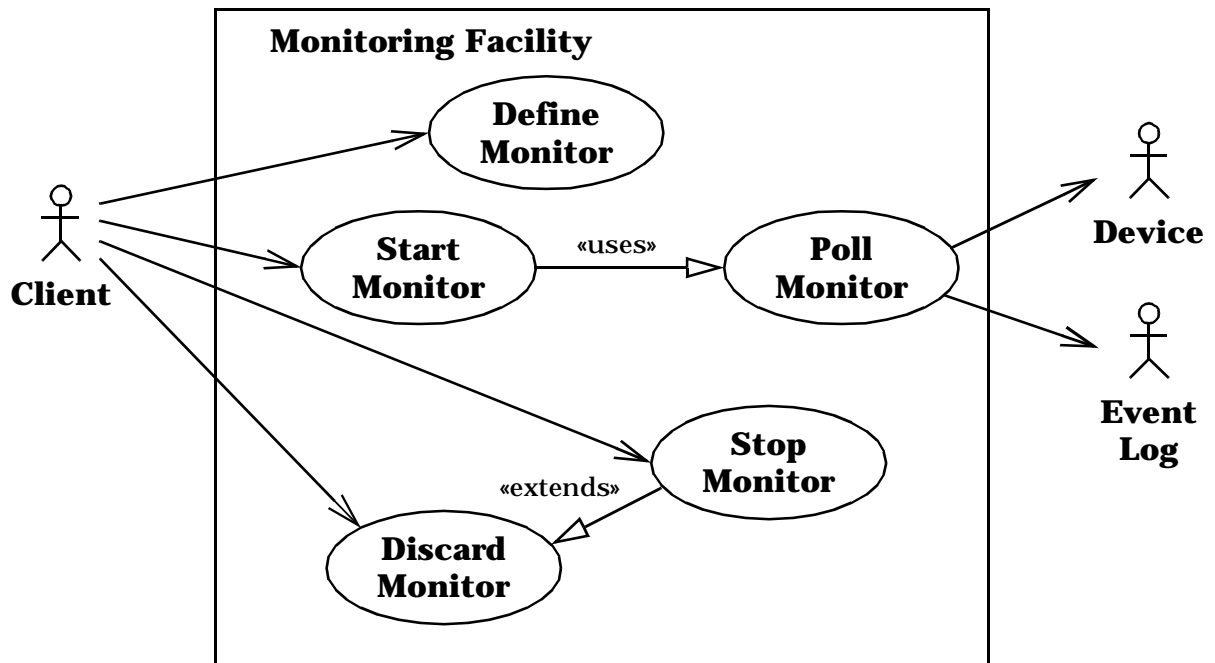 Monitoring Facility
Define
Monitor
Client
Start
Monitor
«uses»
Poll
Monitor
Device
Event
Log
Stop
Monitor
«extends»
Discard
Monitor